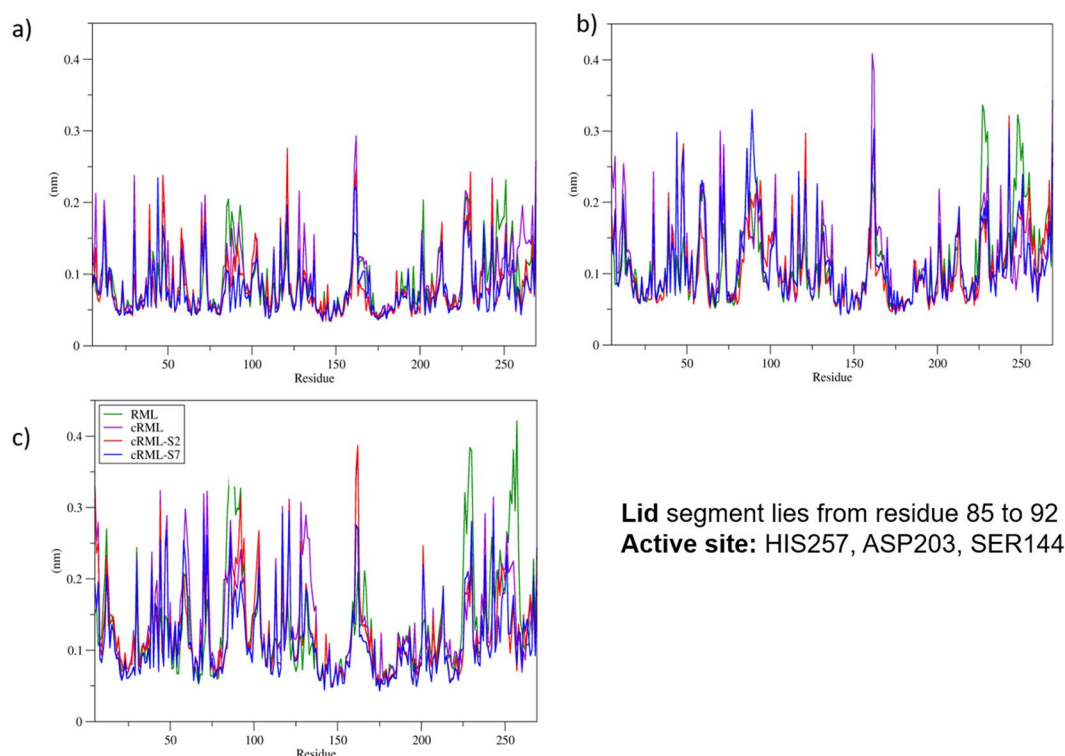 a)
0.4
0.3
(nm)
0.2
0.1
0
50
100
150
200
250
Residue
b)
0.4
0.3
(nm)
0.2
0.1
0
50
100
150
200
250
Residue
c)
RML
cRML
cRML-S2
cRML-S7
0.4
0.3
(nm)
0.2
0.1
0
50
100
150
200
250
Residue
Lid segment lies from residue 85 to 92
Active site: HIS257, ASP203, SER144